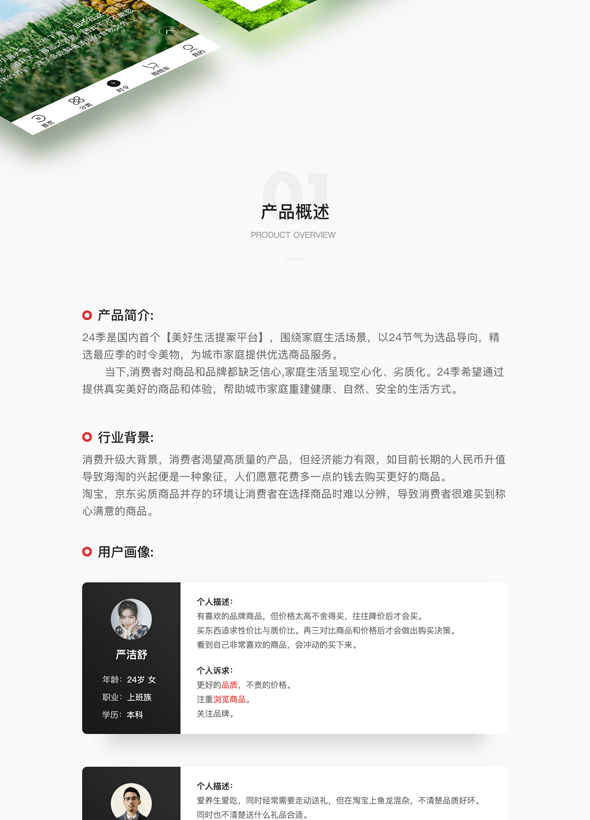 首页
分类
时令
购物车
我的
01
产品概述
PRODUCT OVERVIEW
产品简介:
24季是国内首个【美好生活提案平台】，围绕家庭生活场景，以24节气为选品导向，精
选最应季的时令美物，为城市家庭提供优选商品服务。
当下,消费者对商品和品牌都缺乏信心,家庭生活呈现空心化、劣质化。24季希望通过
提供真实美好的商品和体验，帮助城市家庭重建健康、自然、安全的生活方式。
行业背景:
消费升级大背景，消费者渴望高质量的产品，但经济能力有限，如目前长期的人民币升值
导致海淘的兴起便是一种象征，人们愿意花费多一点的钱去购买更好的商品。
淘宝，京东劣质商品并存的环境让消费者在选择商品时难以分辨，导致消费者很难买到称
心满意的商品。
用户画像:
严洁舒
年龄：24岁 女
职业：上班族
学历：本科
个人描述：
有喜欢的品牌商品，但价格太高不舍得买，往往降价后才会买。
买东西追求性价比与质价比。再三对比商品和价格后才会做出购买决策。
看到自己非常喜欢的商品，会冲动的买下来。
个人诉求：
更好的品质，不贵的价格。
注重浏览商品。
关注品牌。
个人描述：
爱养生爱吃，同时经常需要走动送礼，但在淘宝上鱼龙混杂，不清楚品质好坏。
同时也不清楚送什么礼品合适。